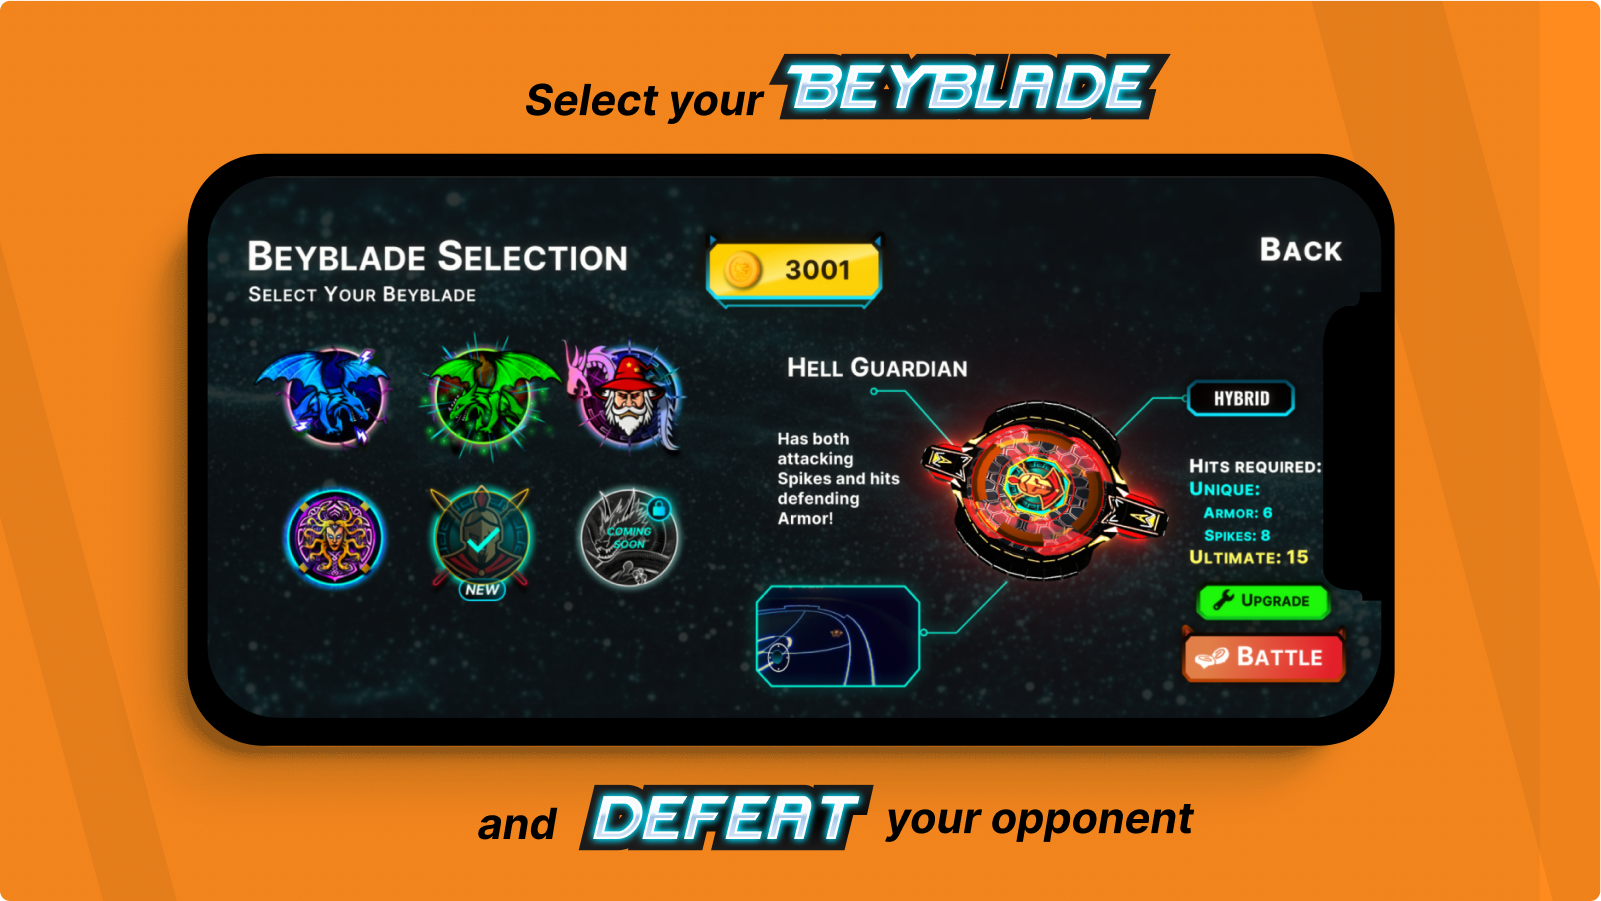 Select your BEYBLADE
BEYBLADE SELECTION
SELECT YOUR BEYBLADE
3001
BACK
HELL GUARDIAN
HYBRID
Has both
attacking
Spikes and hits
defending
Armor!
HITS REQUIRED:
UNIQUE:
ARMOR: 6
SPIKES: 8
ULTIMATE: 15
COMING
SOON
NEW
UPGRADE
BATTLE
and DEFEAT your opponent